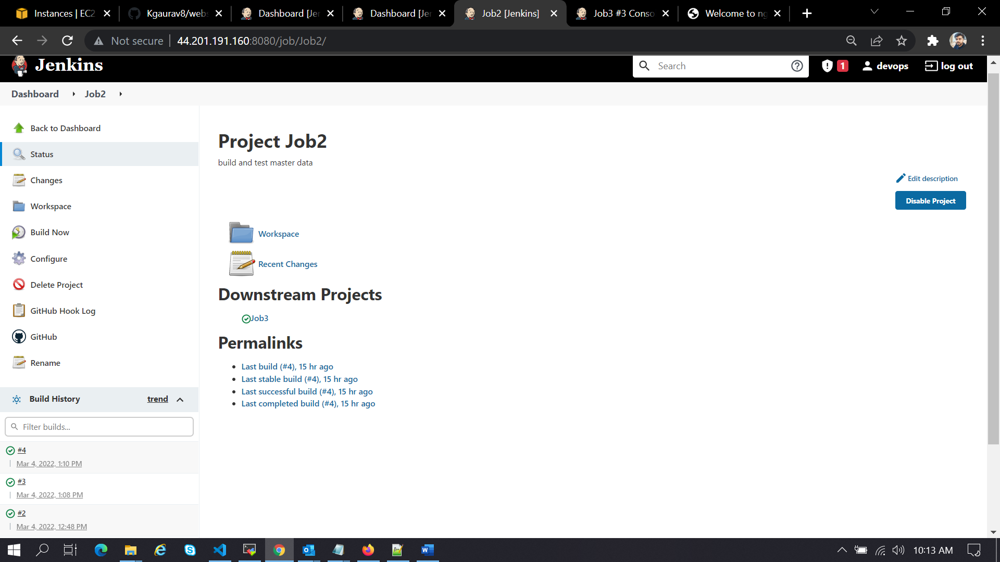 Instances | EC2
Kgaurav8/webs
Dashboard [Jen
Dashboard [Jen
Job2 [Jenkins]
Job3 #3 Conso
Welcome to ng
Not secure
44.201.191.160:8080/job/Job2/
Jenkins
Search
1
devops
log out
Dashboard
Job2
Back to Dashboard
Status
Changes
Workspace
Build Now
Configure
Delete Project
GitHub Hook Log
GitHub
Rename
Build History
trend
Filter builds...
#4
Mar 4, 2022, 1:10 PM
#3
Mar 4, 2022, 1:08 PM
#2
Mar 4, 2022, 12:48 PM
Project Job2
build and test master data
Edit description
Disable Project
Workspace
Recent Changes
Downstream Projects
Job3
Permalinks
Last build (#4), 15 hr ago
Last stable build (#4), 15 hr ago
Last successful build (#4), 15 hr ago
Last completed build (#4), 15 hr ago
10:13 AM